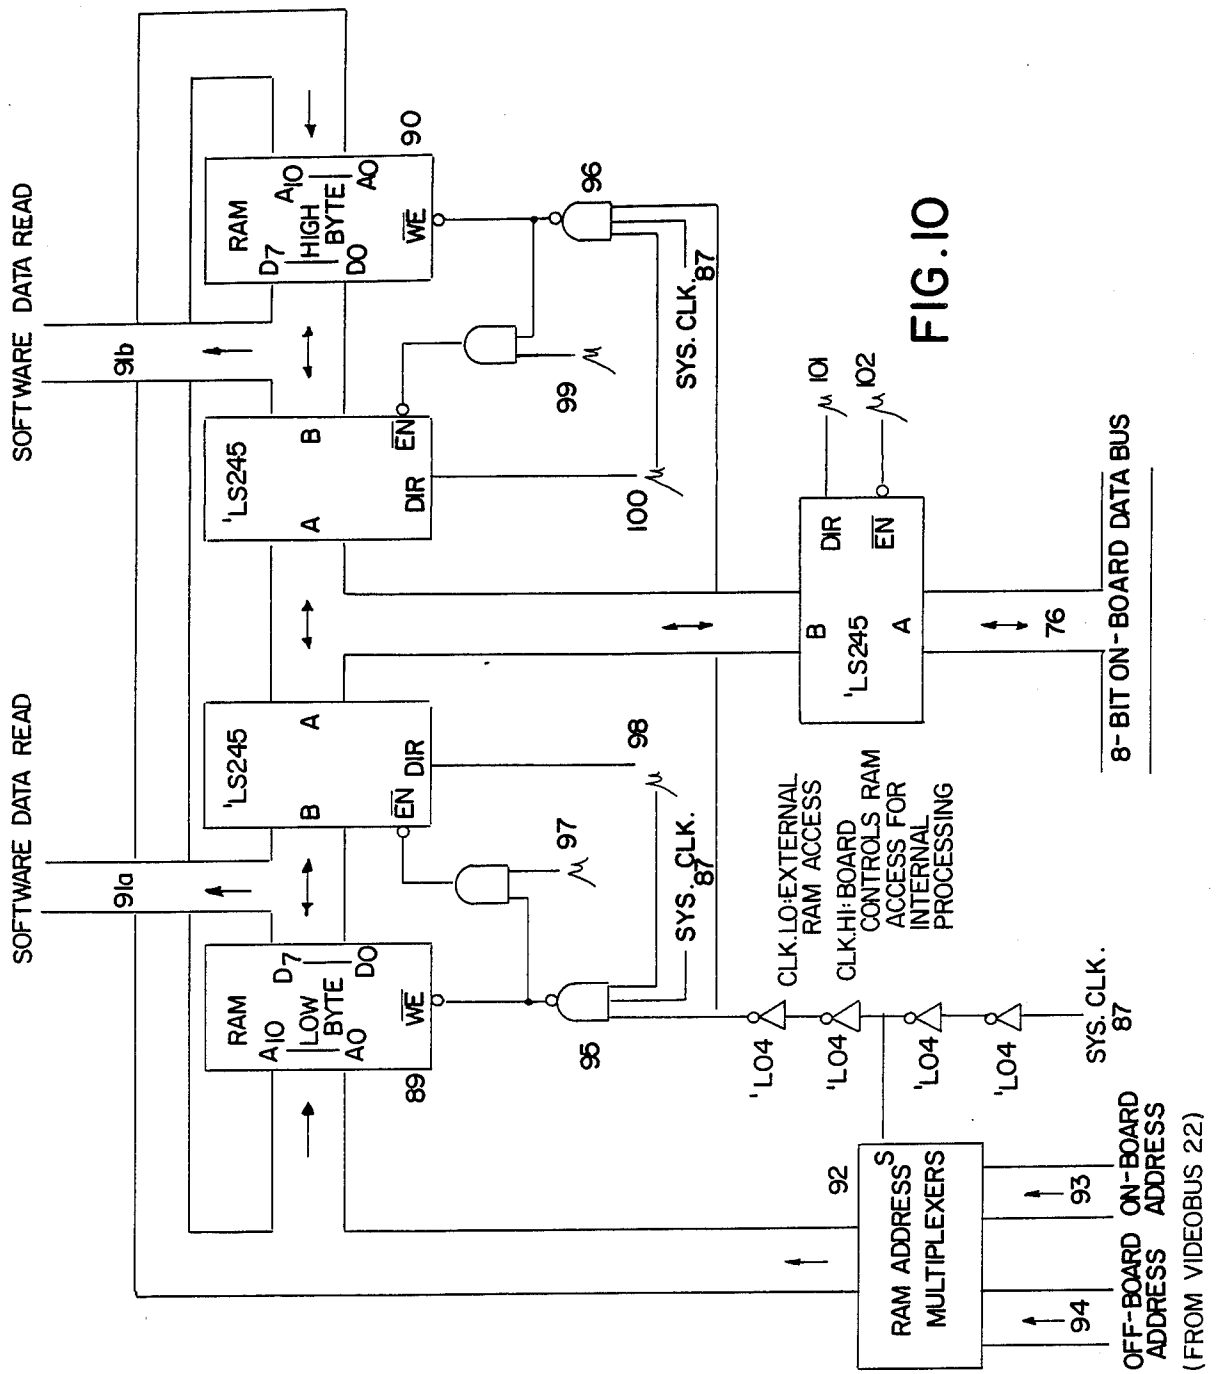 SOFTWARE DATA READ
SOFTWARE DATA READ
91a
91b
RAM
A10
LOW
BYTE
A0
D7
D0
WE
89
'LS245
B
A
EN
DIR
'LS245
A
B
EN
DIR
RAM
D7
HIGH
BYTE
D0
A10
A0
WE
90
95
97
98
SYS. CLK.
87
96
99
100
SYS. CLK.
87
CLK. LO: EXTERNAL
RAM ACCESS
CLK. HI: BOARD
CONTROLS RAM
ACCESS FOR
INTERNAL
PROCESSING
'L04
'L04
'L04
'L04
SYS. CLK.
87
B
'LS245
A
DIR
EN
101
102
76
8-BIT ON-BOARD DATA BUS
92
S
RAM ADDRESS
MULTIPLEXERS
94
93
OFF-BOARD
ADDRESS
ON-BOARD
ADDRESS
(FROM VIDEOBUS 22)
FIG. 10